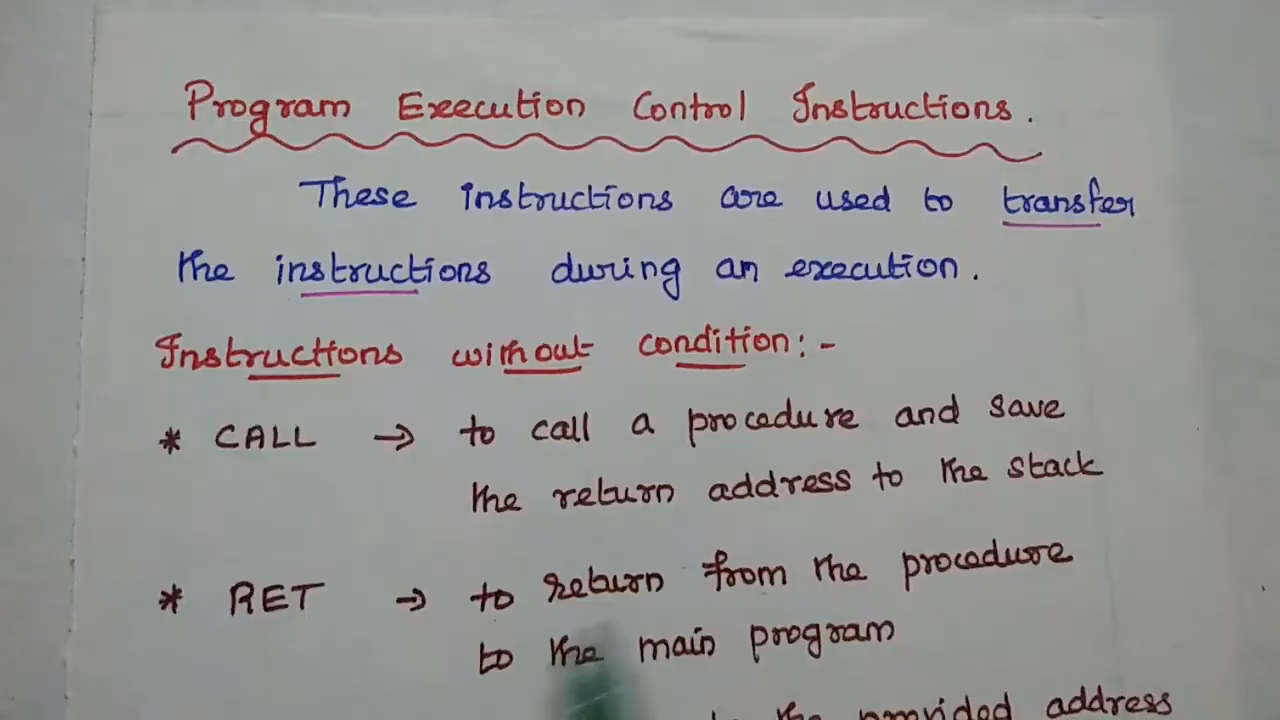 Program Execution Control Instructions.
These instructions are used to transfer
the instructions during an execution.
Instructions without condition:-
* CALL → to call a procedure and save
the return address to the stack
* RET → to return from the procedure
to the main program
the provided address